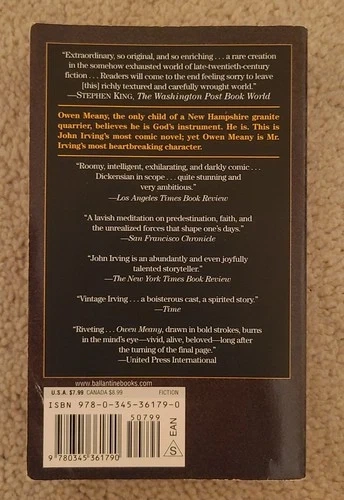 “Extraordinary, so original, and so enriching . . . a rare creation
in the somehow exhausted world of late-twentieth-century
fiction . . . Readers will come to the end feeling sorry to leave
[this] richly textured and carefully wrought world.”
—STEPHEN KING, The Washington Post Book World
Owen Meany, the only child of a New Hampshire granite
quarrier, believes he is God's instrument. He is. This is
John Irving's most comic novel; yet Owen Meany is Mr.
Irving's most heartbreaking character.
“Roomy, intelligent, exhilarating, and darkly comic . . .
Dickensian in scope . . . quite stunning and
very ambitious.”
—Los Angeles Times Book Review
“A lavish meditation on predestination, faith, and
the unrealized forces that shape one's days.”
—San Francisco Chronicle
“John Irving is an abundantly and even joyfully
talented storyteller.”
—The New York Times Book Review
“Vintage Irving . . . a boisterous cast, a spirited story.”
—Time
“Riveting . . . Owen Meany, drawn in bold strokes, burns
in the mind's eye—vivid, alive, beloved—long after
the turning of the final page.”
—United Press International
www.ballantinebooks.com
U.S.A. $7.99 CANADA $8.99 FICTION
ISBN 978-0-345-36179-0
50799
9 780345 361790
EAN
S